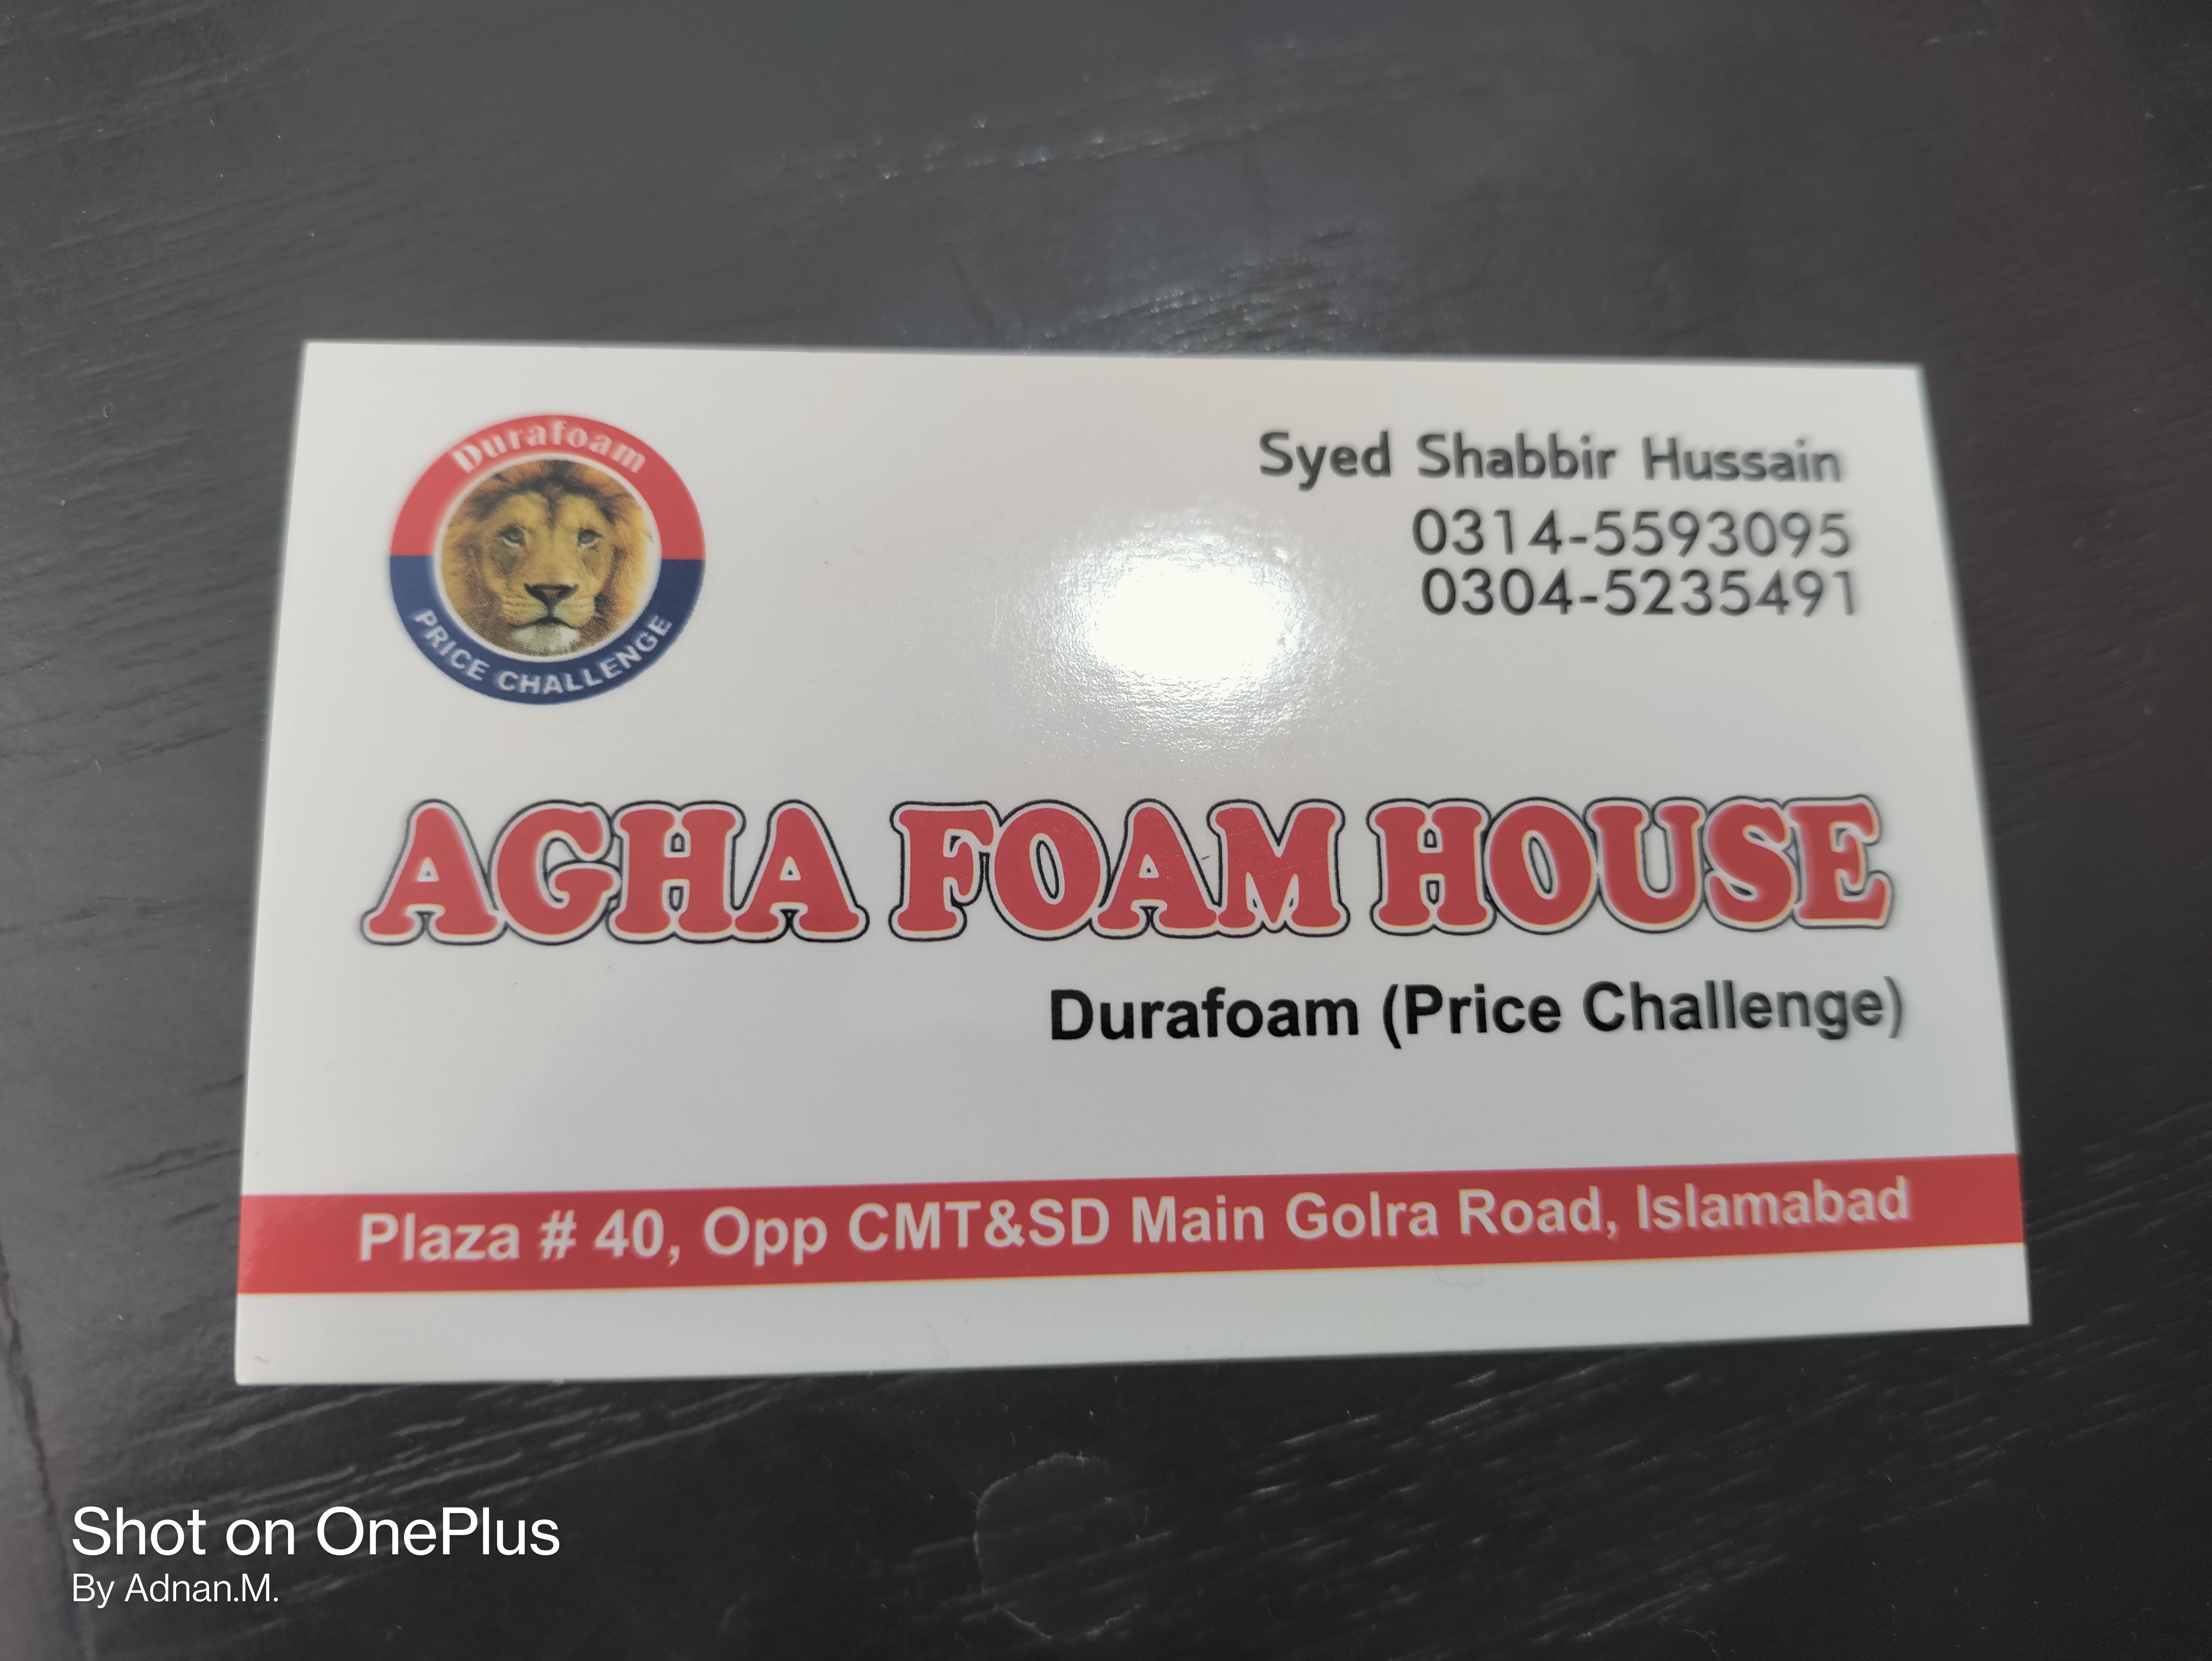 Durafoam
PRICE CHALLENGE
Syed Shabbir Hussain
0314-5593095
0304-5235491
AGHA FOAM HOUSE
Durafoam (Price Challenge)
Plaza # 40, Opp CMT&SD Main Golra Road, Islamabad
Shot on OnePlus
By Adnan.M.